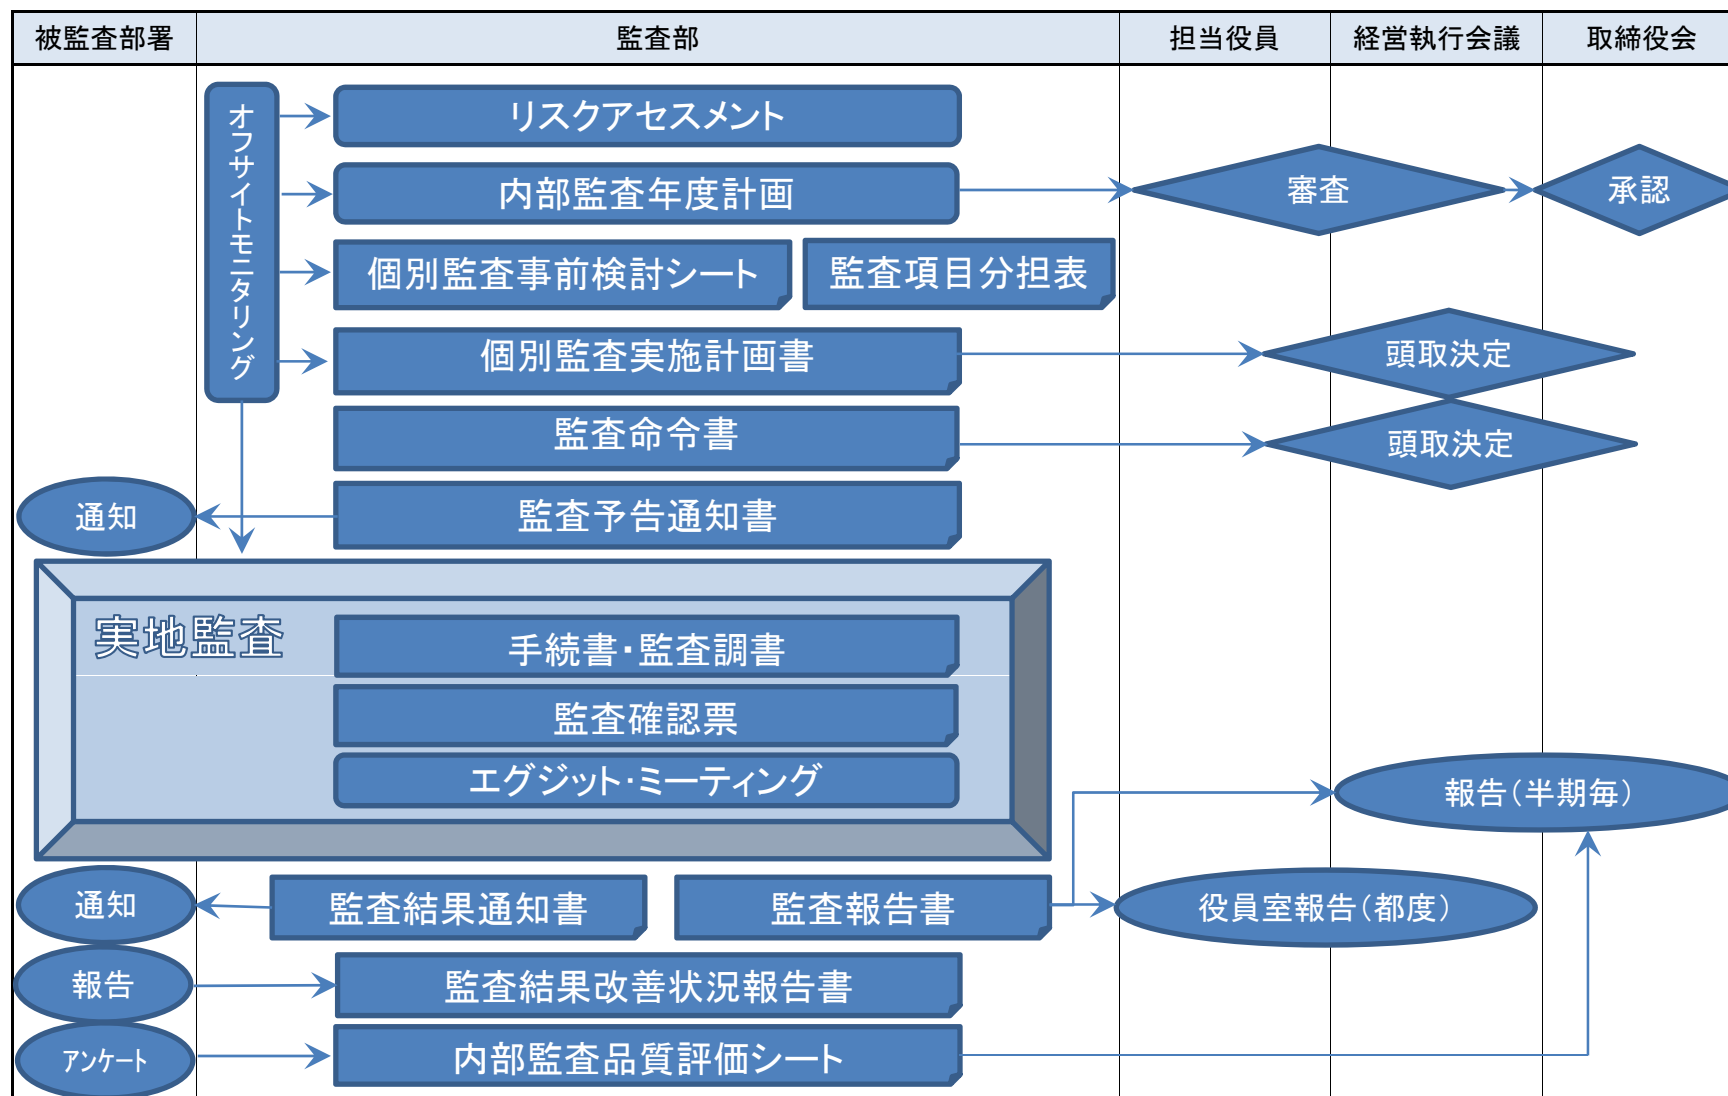 被監査部署
監査部
担当役員
経営執行会議
取締役会
オフサイトモニタリング
リスクアセスメント
内部監査年度計画
審査
承認
個別監査事前検討シート
監査項目分担表
個別監査実施計画書
頭取決定
監査命令書
頭取決定
通知
監査予告通知書
実地監査
手続書・監査調書
監査確認票
エグジット・ミーティング
報告（半期毎）
通知
監査結果通知書
監査報告書
役員室報告（都度）
報告
監査結果改善状況報告書
アンケート
内部監査品質評価シート